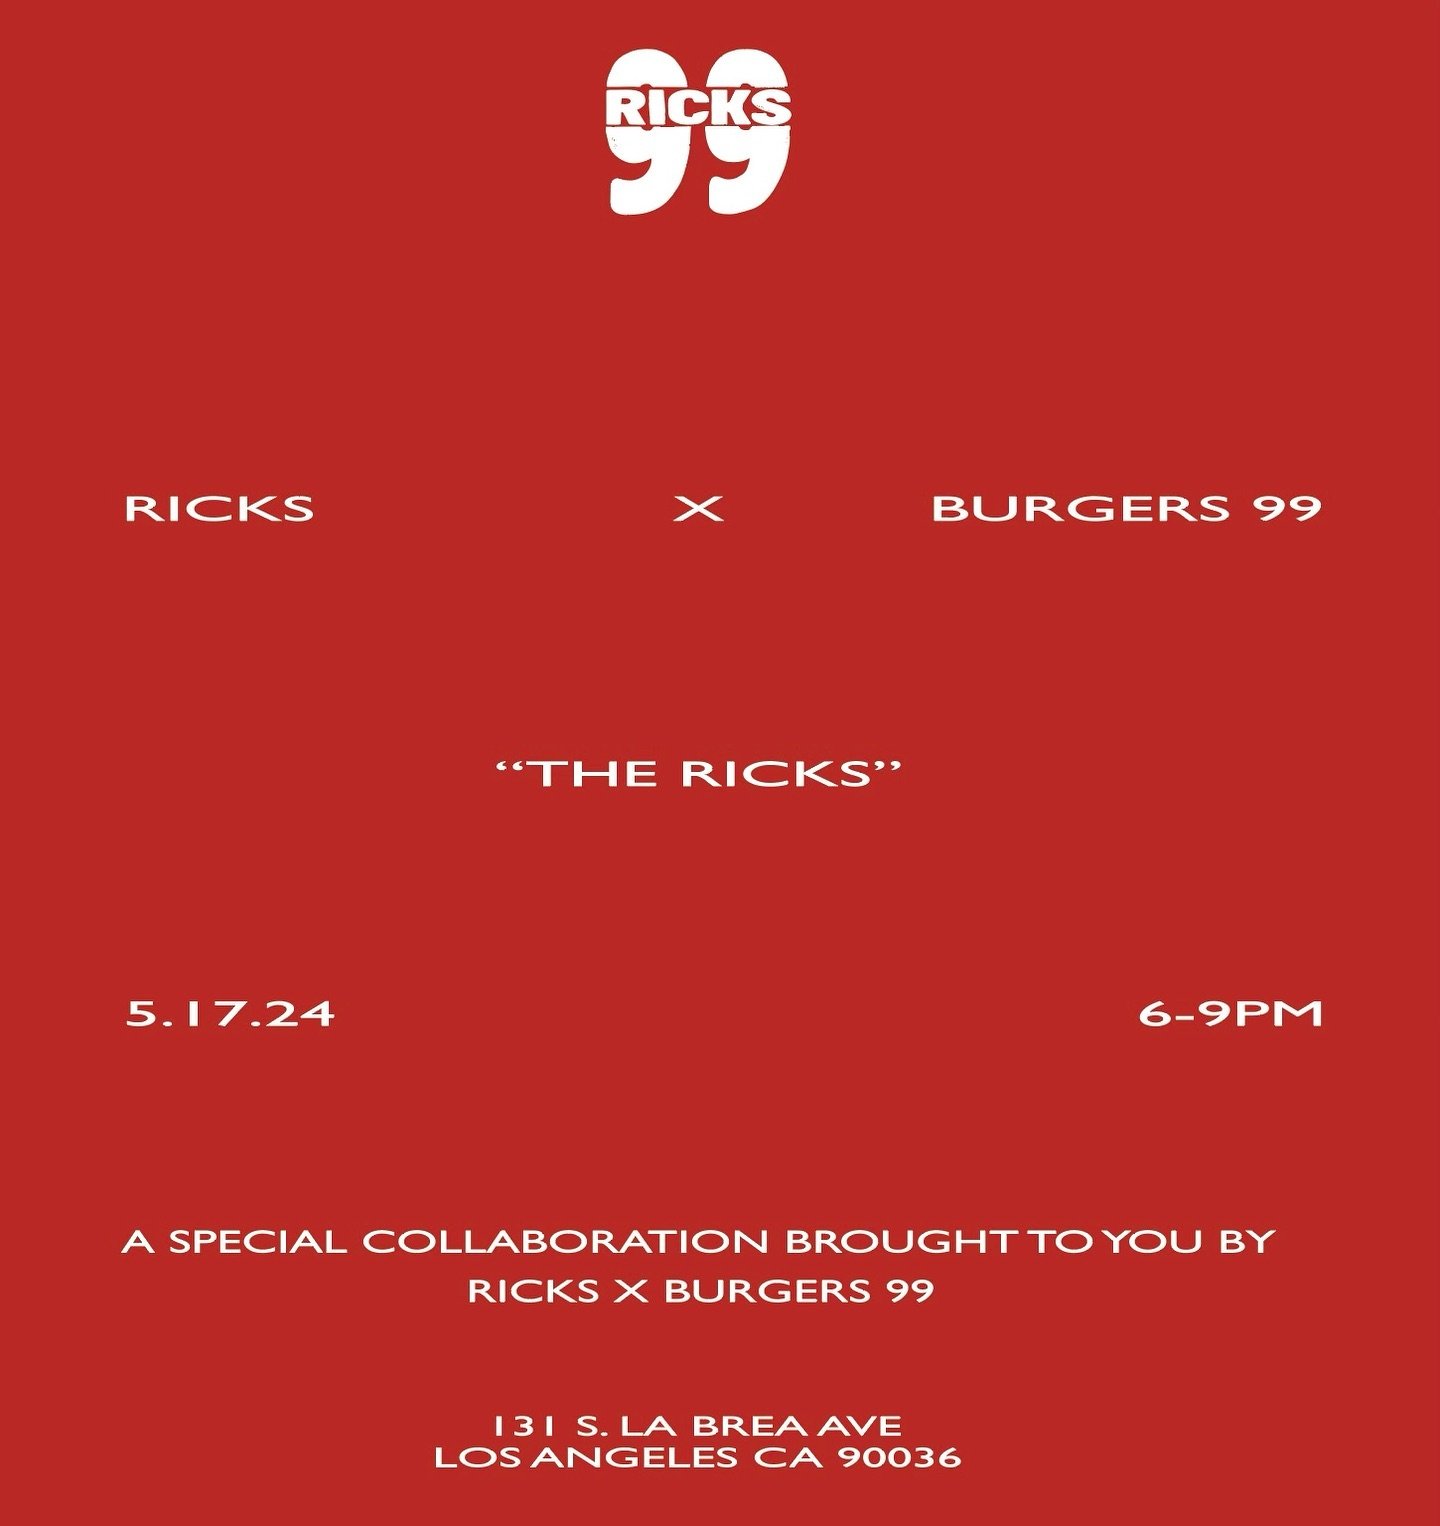 RICKS
99
RICKS X BURGERS 99
“THE RICKS”
5.17.24 6-9PM
A SPECIAL COLLABORATION BROUGHT TO YOU BY
RICKS X BURGERS 99
131 S. LA BREA AVE
LOS ANGELES CA 90036